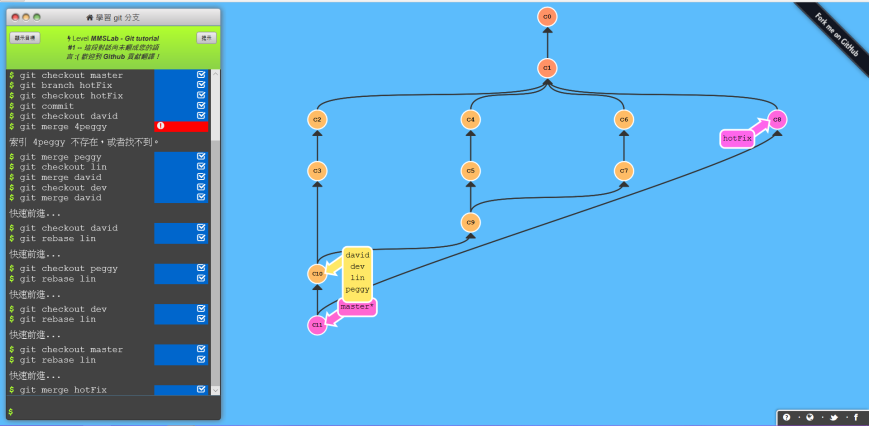 學習 git 分支
顯示目標
Level MMSLab - Git tutorial
#1 -- 這段對話尚未翻成您的語
言 :( 歡迎到 Github 貢獻翻譯！
提示
$ git checkout master
$ git branch hotFix
$ git checkout hotFix
$ git commit
$ git checkout david
$ git merge 4peggy
索引 4peggy 不存在，或者找不到。
$ git merge peggy
$ git checkout lin
$ git merge david
$ git checkout dev
$ git merge david
快速前進...
$ git checkout david
$ git rebase lin
快速前進...
$ git checkout peggy
$ git rebase lin
快速前進...
$ git checkout dev
$ git rebase lin
快速前進...
$ git checkout master
$ git rebase lin
快速前進...
$ git merge hotFix
$
C0
C1
C2
C4
C6
C8
hotFix
C3
C5
C7
C9
C10
david
dev
lin
peggy
master*
C11
Fork me on GitHub